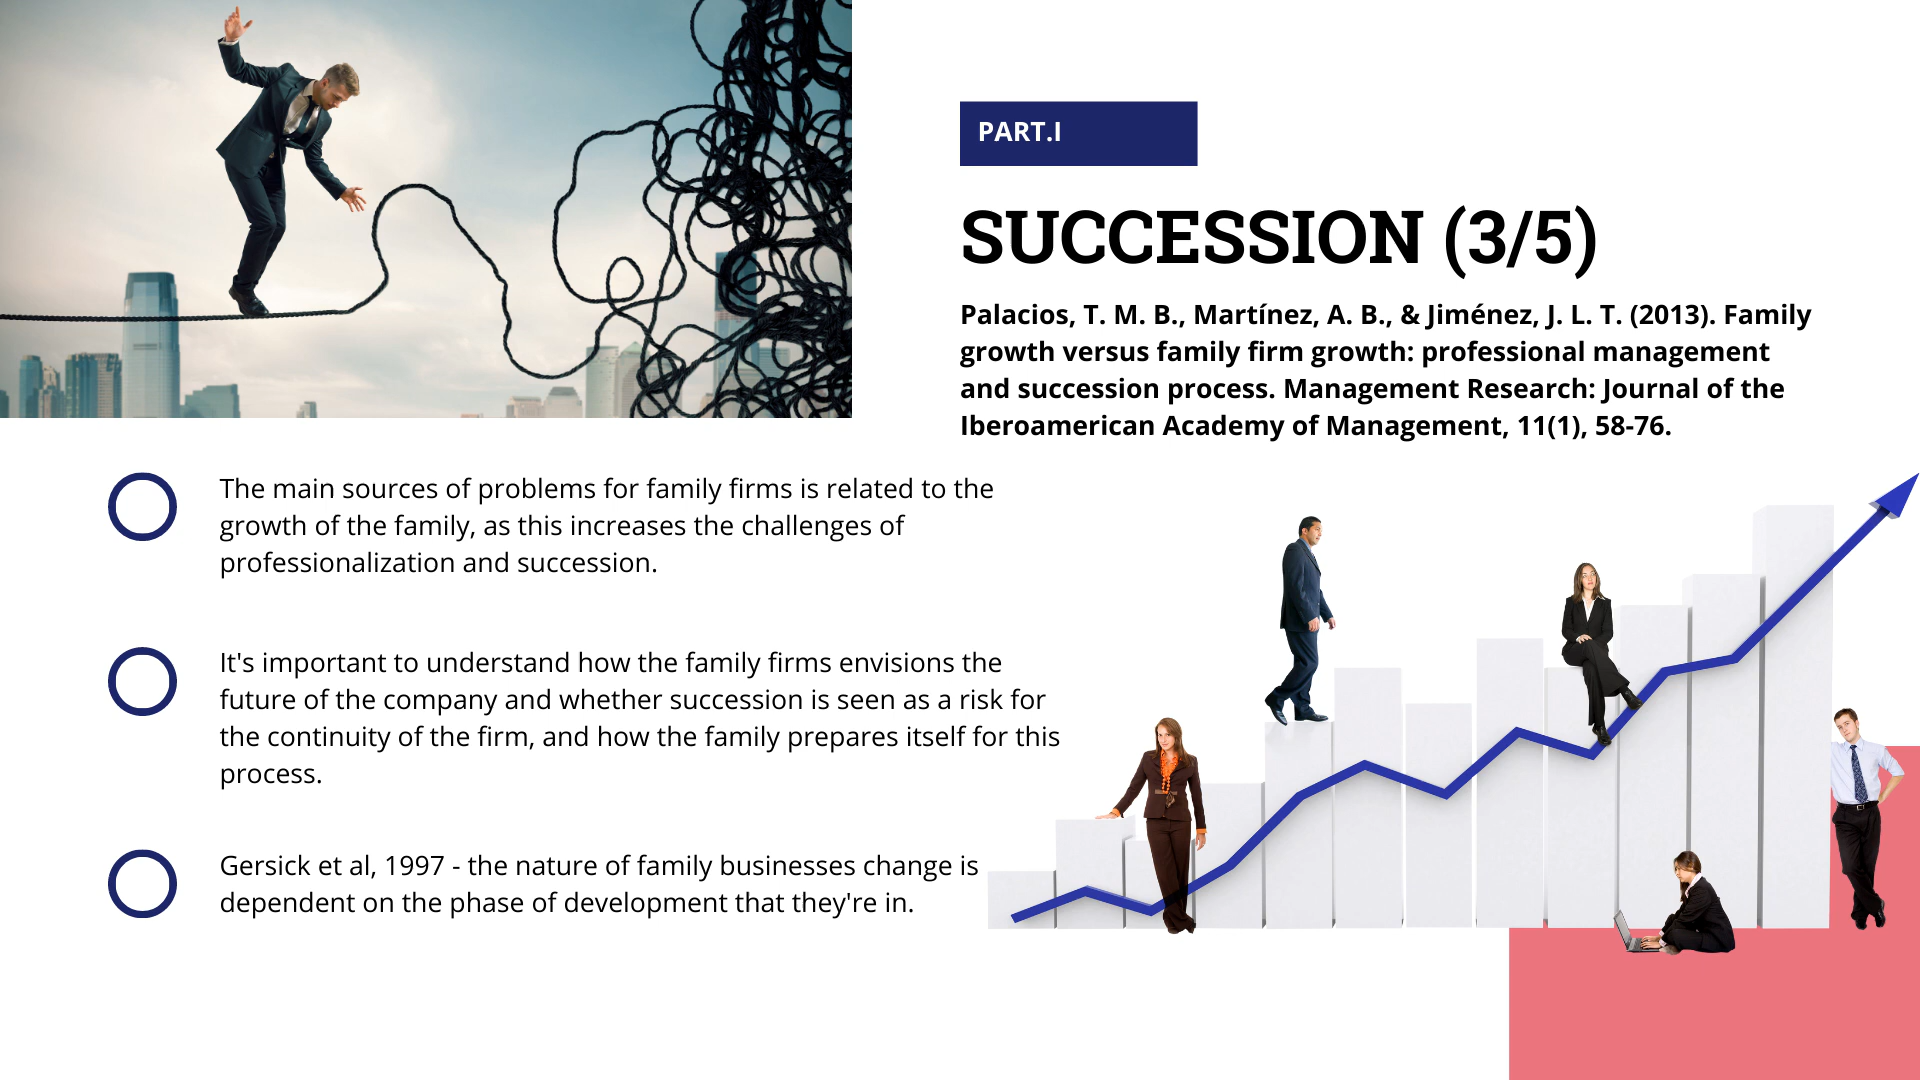 PART.I
SUCCESSION (3/5)
Palacios, T. M. B., Martínez, A. B., & Jiménez, J. L. T. (2013). Family
growth versus family firm growth: professional management
and succession process. Management Research: Journal of the
Iberoamerican Academy of Management, 11(1), 58-76.
The main sources of problems for family firms is related to the
growth of the family, as this increases the challenges of
professionalization and succession.
It's important to understand how the family firms envisions the
future of the company and whether succession is seen as a risk for
the continuity of the firm, and how the family prepares itself for this
process.
Gersick et al, 1997 - the nature of family businesses change is
dependent on the phase of development that they're in.